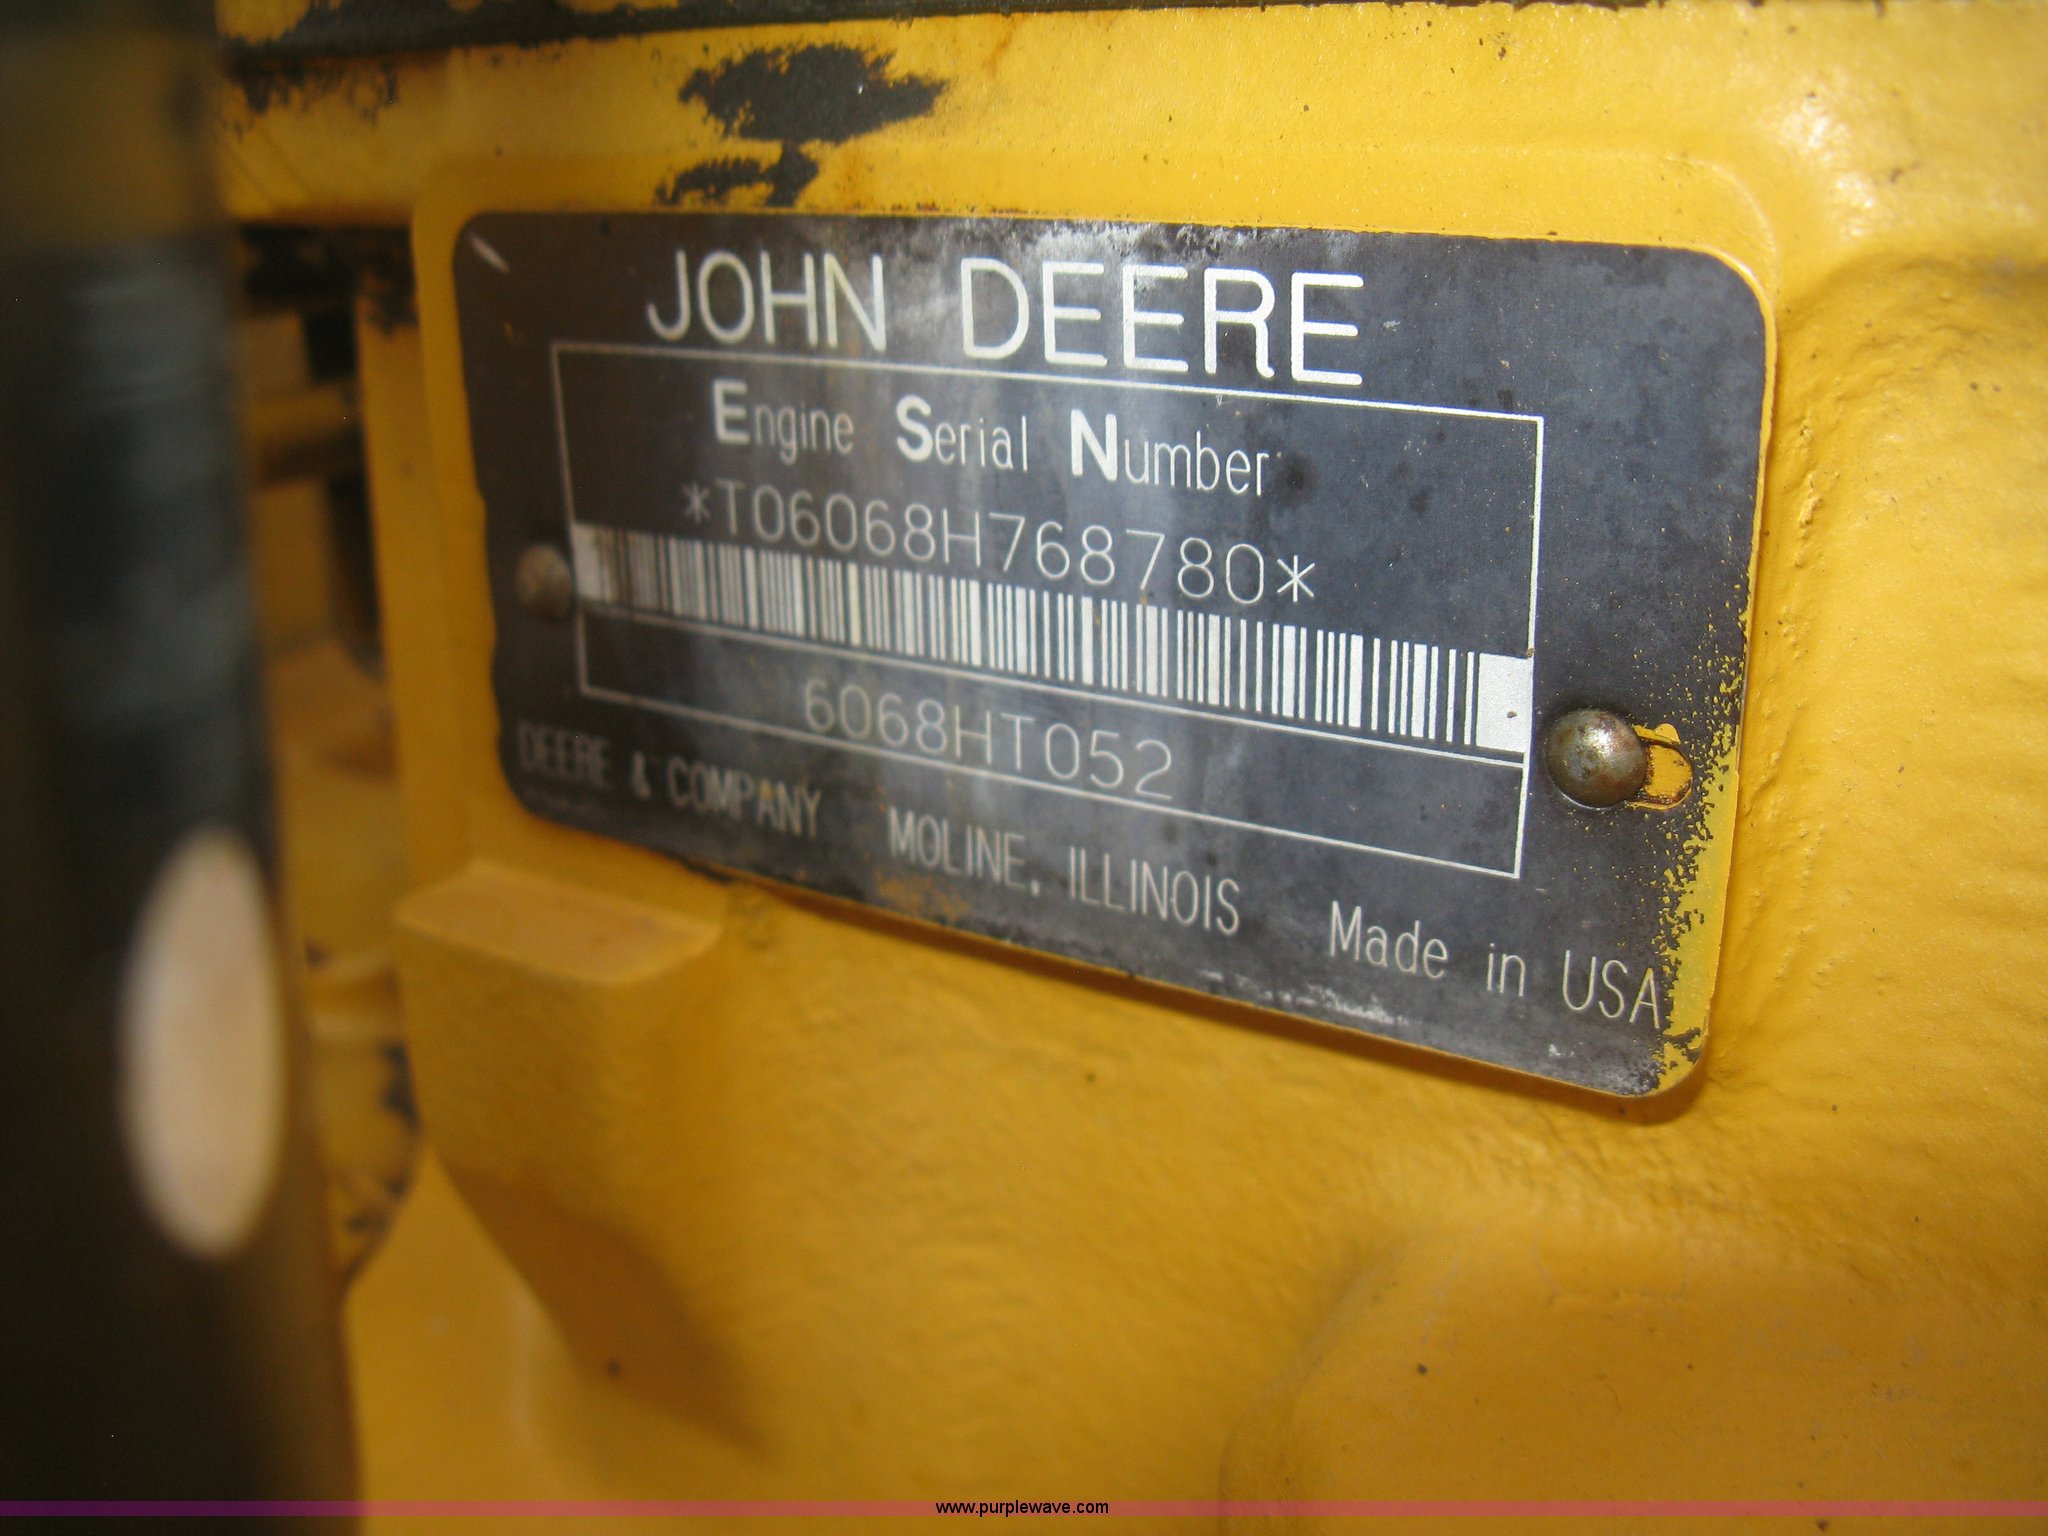 JOHN DEERE
Engine Serial Number
*T06068H768780*
6068HT052
DEERE & COMPANY MOLINE, ILLINOIS Made in USA
www.purplewave.com